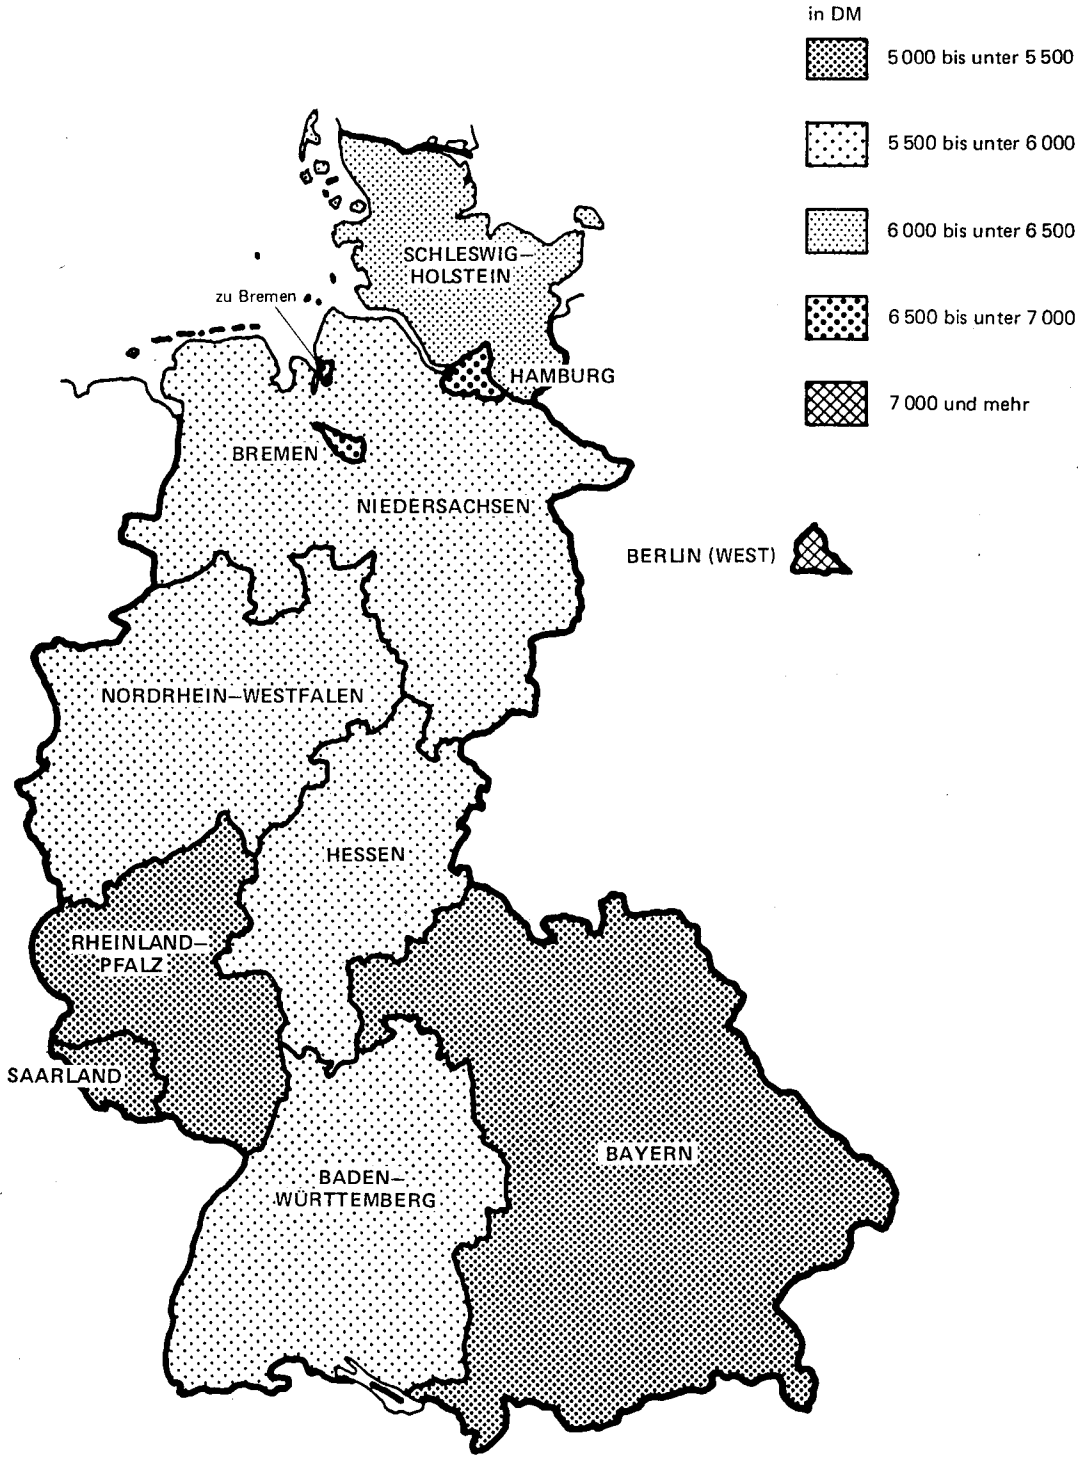 in DM
5 000 bis unter 5 500
5 500 bis unter 6 000
6 000 bis unter 6 500
6 500 bis unter 7 000
7 000 und mehr
SCHLESWIG–
HOLSTEIN
zu Bremen
HAMBURG
BREMEN
NIEDERSACHSEN
BERLIN (WEST)
NORDRHEIN–WESTFALEN
HESSEN
RHEINLAND–
PFALZ
SAARLAND
BAYERN
BADEN–
WÜRTTEMBERG